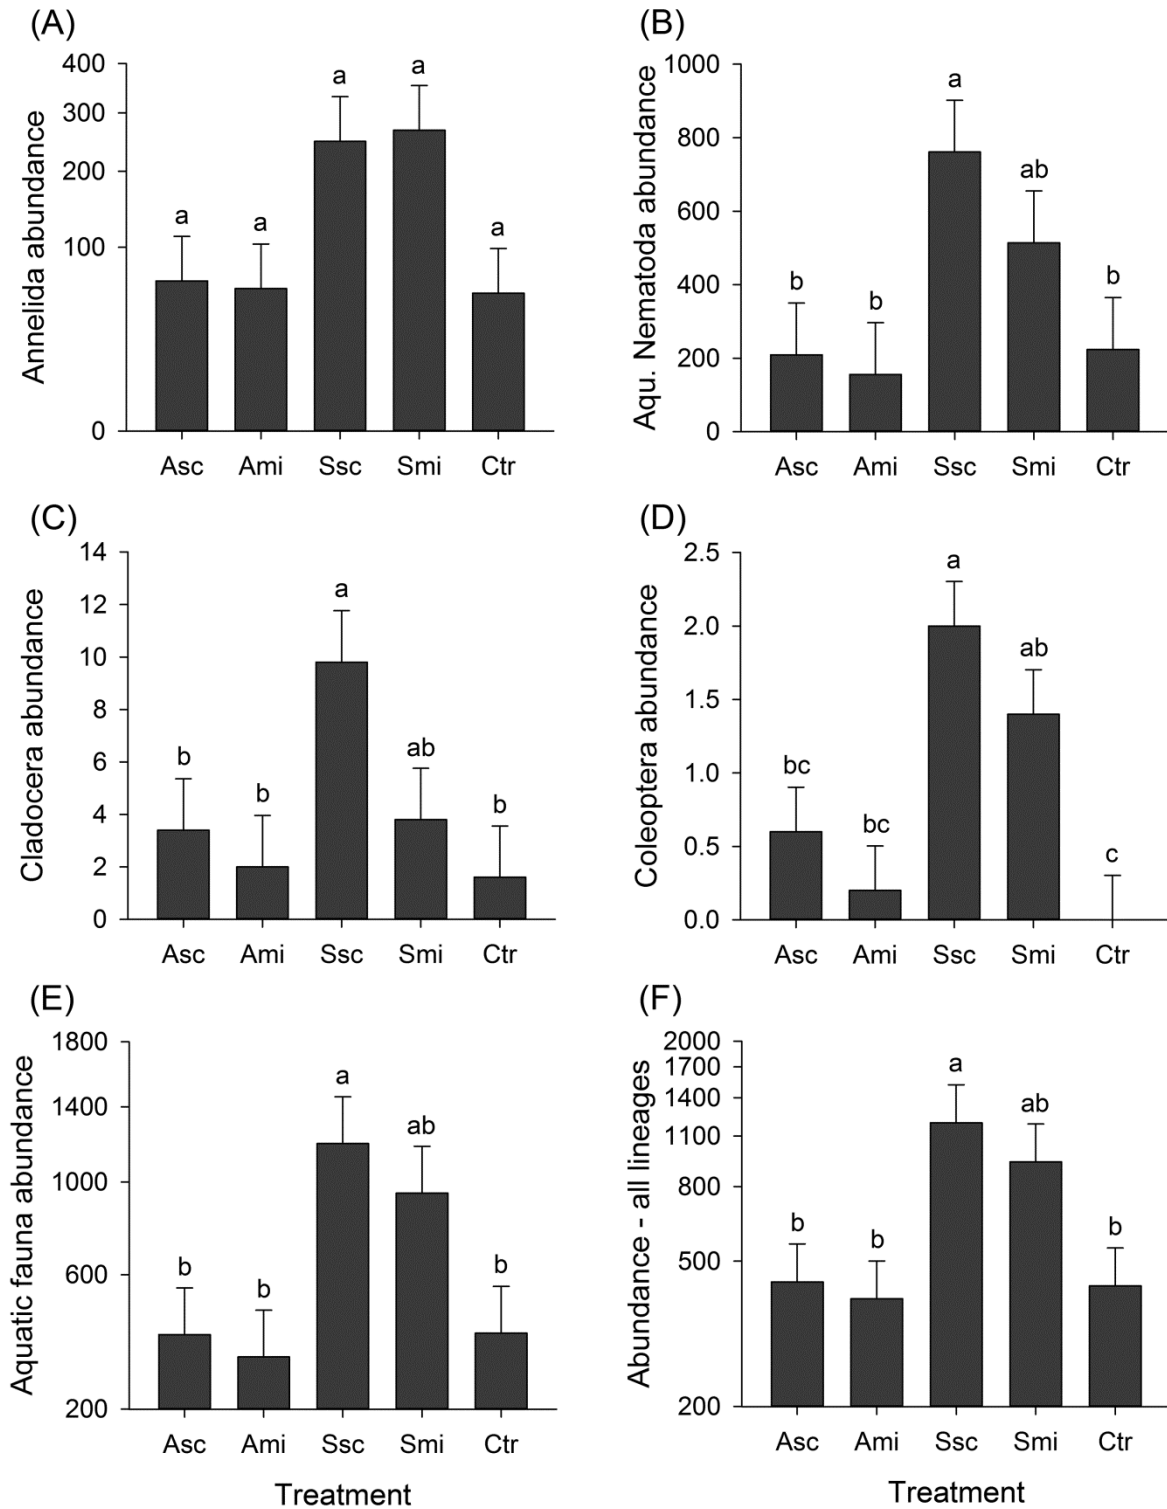 (A)
Annelida abundance
400
300
200
100
0
a
a
a
a
a
Asc Ami Ssc Smi Ctr
(B)
Aqu. Nematoda abundance
1000
800
600
400
200
0
b
b
a
ab
b
Asc Ami Ssc Smi Ctr
(C)
Cladocera abundance
14
12
10
8
6
4
2
0
b
b
a
ab
b
Asc Ami Ssc Smi Ctr
(D)
Coleoptera abundance
2.5
2.0
1.5
1.0
0.5
0.0
bc
bc
a
ab
c
Asc Ami Ssc Smi Ctr
(E)
Aquatic fauna abundance
1800
1400
1000
600
200
b
b
a
ab
b
Asc Ami Ssc Smi Ctr
Treatment
(F)
Abundance - all lineages
2000
1700
1400
1100
800
500
200
b
b
a
ab
b
Asc Ami Ssc Smi Ctr
Treatment